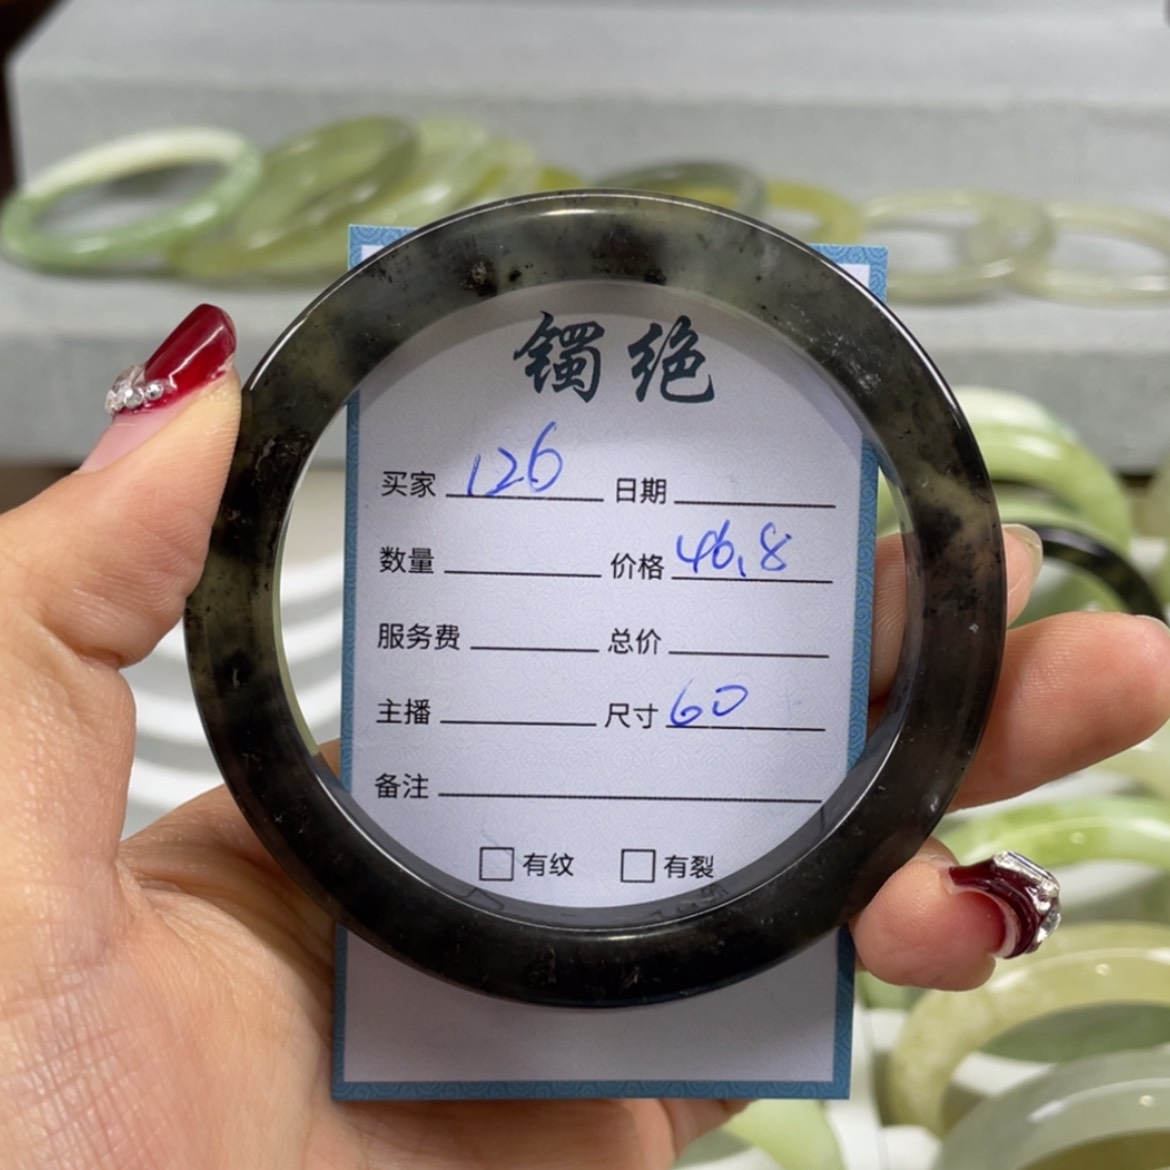 镯绝
买家 126 日期
数量 价格 46.8
服务费 总价
主播 尺寸 60
备注
□有纹 □有裂